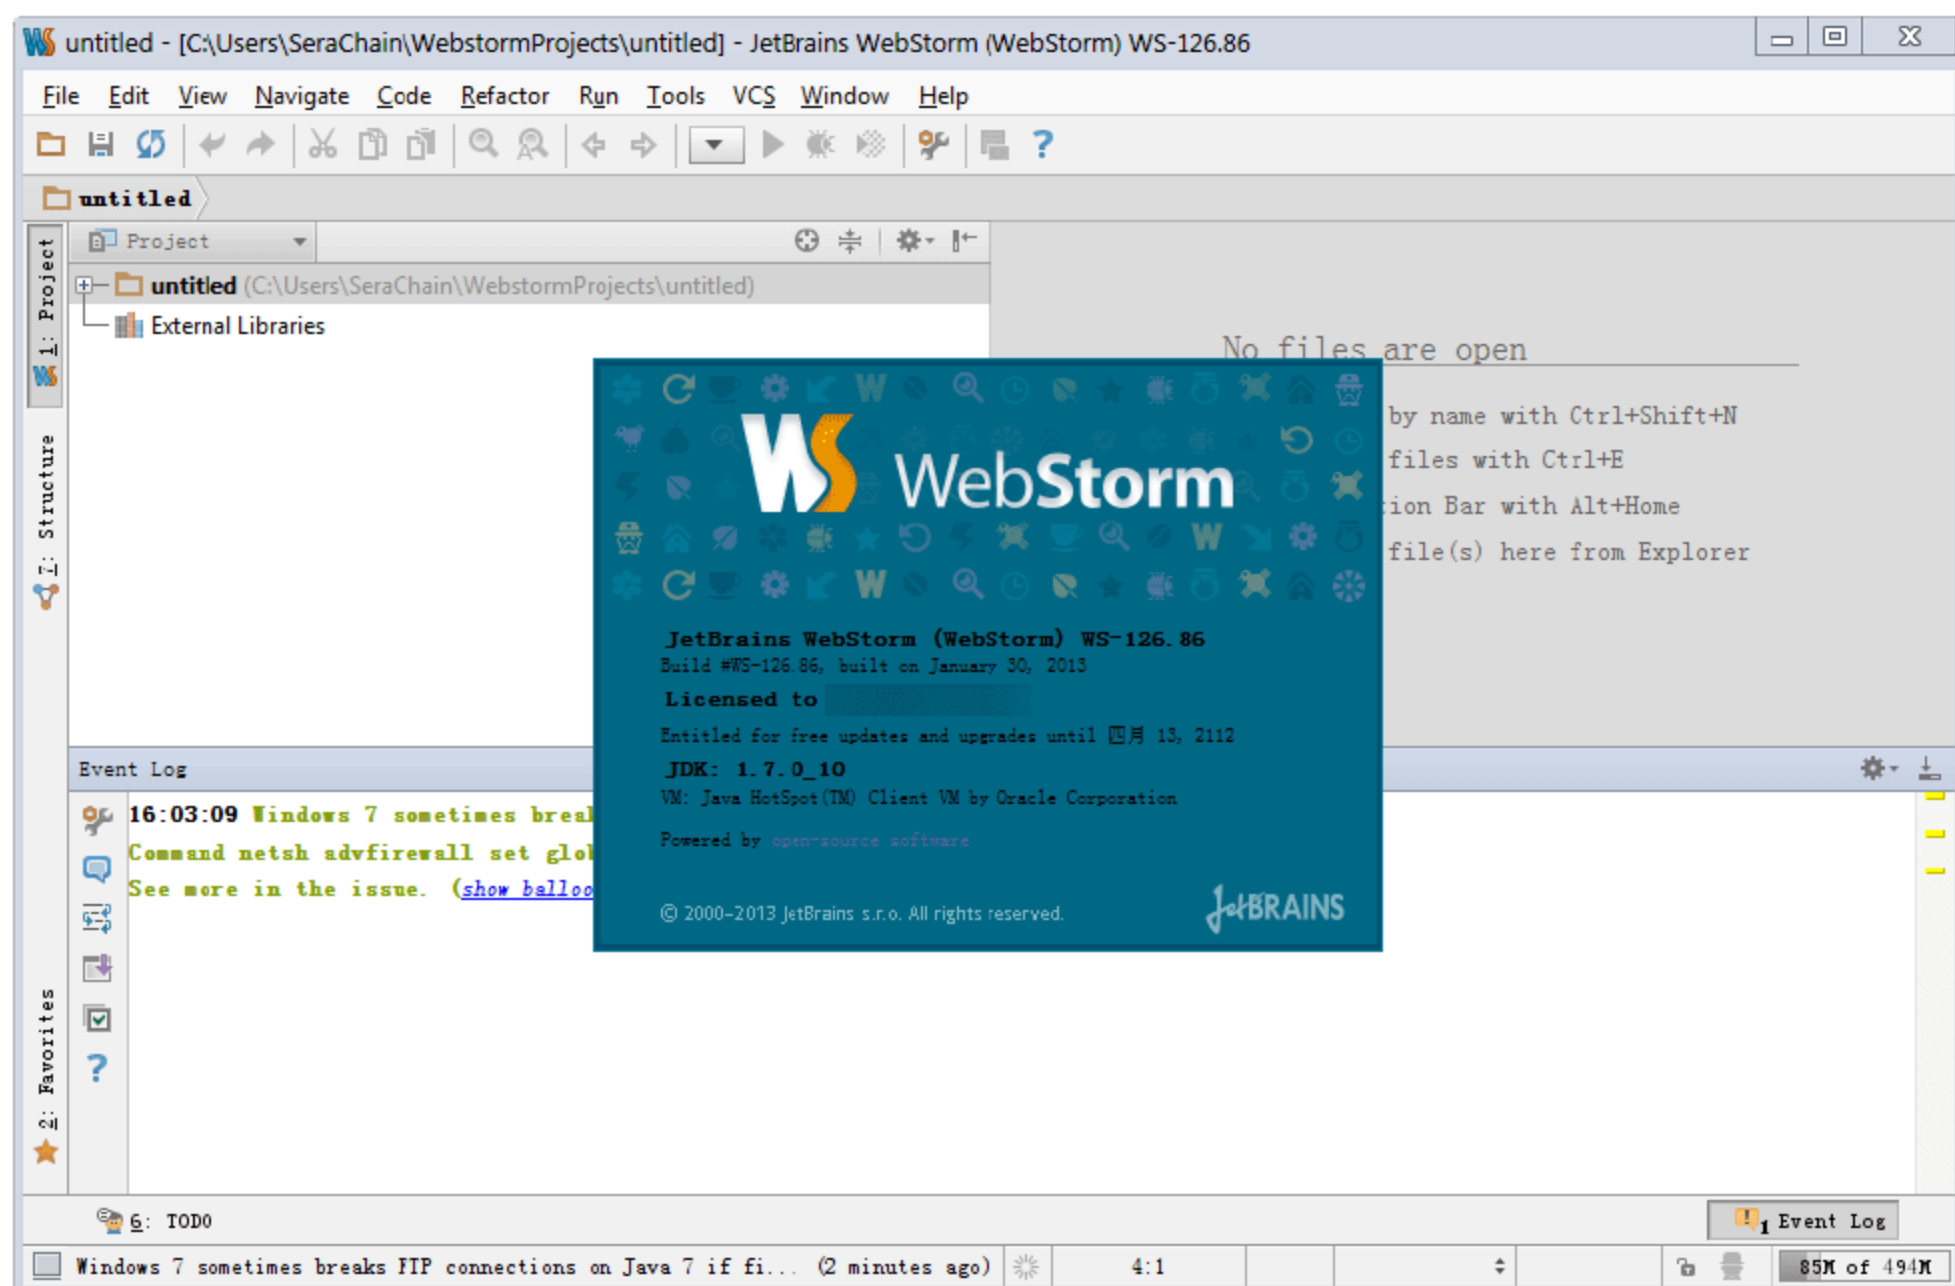 untitled - [C:\Users\SeraChain\WebstormProjects\untitled] - JetBrains WebStorm (WebStorm) WS-126.86
File Edit View Navigate Code Refactor Run Tools VCS Window Help
untitled
Project
untitled (C:\Users\SeraChain\WebstormProjects\untitled)
External Libraries
1: Project
7: Structure
2: Favorites
No files are open
by name with Ctrl+Shift+N
files with Ctrl+E
Bar with Alt+Home
file(s) here from Explorer
WebStorm
JetBrains WebStorm (WebStorm) WS-126.86
Build #WS-126.86, built on January 30, 2013
Licensed to
Entitled for free updates and upgrades until 四月 13, 2112
JDK: 1.7.0_10
VM: Java HotSpot(TM) Client VM by Oracle Corporation
Powered by open-source software
© 2000-2013 JetBrains s.r.o. All rights reserved.
JetBRAINS
Event Log
16:03:09 Windows 7 sometimes
Command netsh advfirewall set
See more in the issue. (show
6: TODO
1 Event Log
Windows 7 sometimes breaks FTP connections on Java 7 if fi... (2 minutes ago)
4:1
85M of 494M